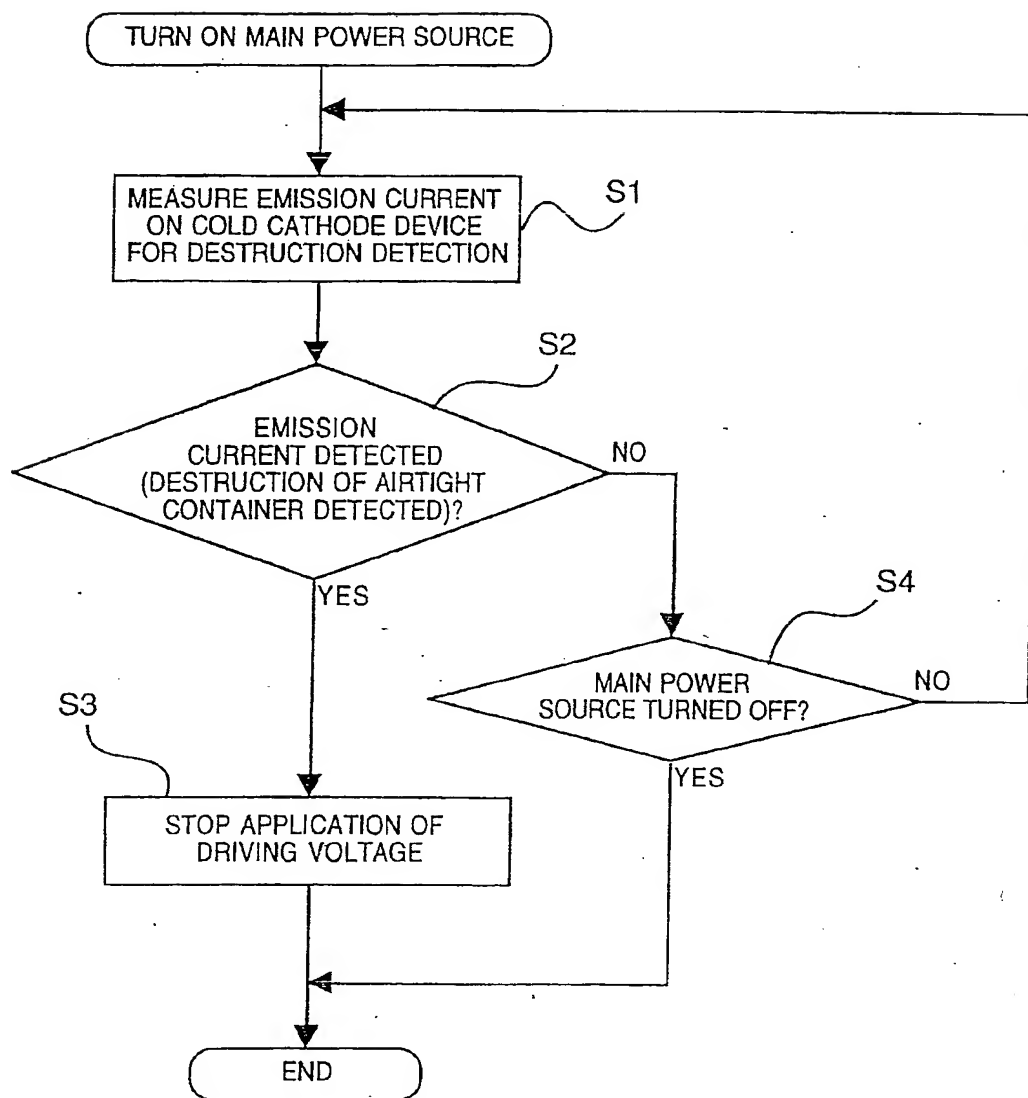 TURN ON MAIN POWER SOURCE
MEASURE EMISSION CURRENT
ON COLD CATHODE DEVICE
FOR DESTRUCTION DETECTION
S1
S2
EMISSION
CURRENT DETECTED
(DESTRUCTION OF AIRTIGHT
CONTAINER DETECTED)?
NO
YES
S4
MAIN POWER
SOURCE TURNED OFF?
NO
YES
S3
STOP APPLICATION OF
DRIVING VOLTAGE
END